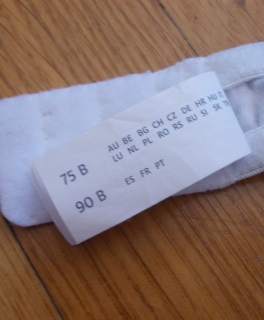 75 B
AU BE BG CH CZ DE HR HU
LU NL PL RO RS RU SI SK
90 B
ES FR PT